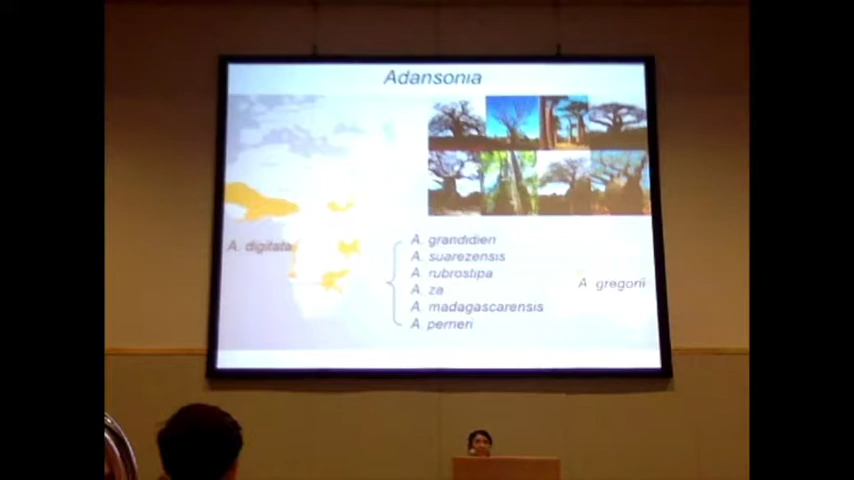 Adansonia
A. digitata
A. grandidieri
A. suarezensis
A. rubrostipa
A. za
A. madagascarensis
A. perrieri
A. gregorii